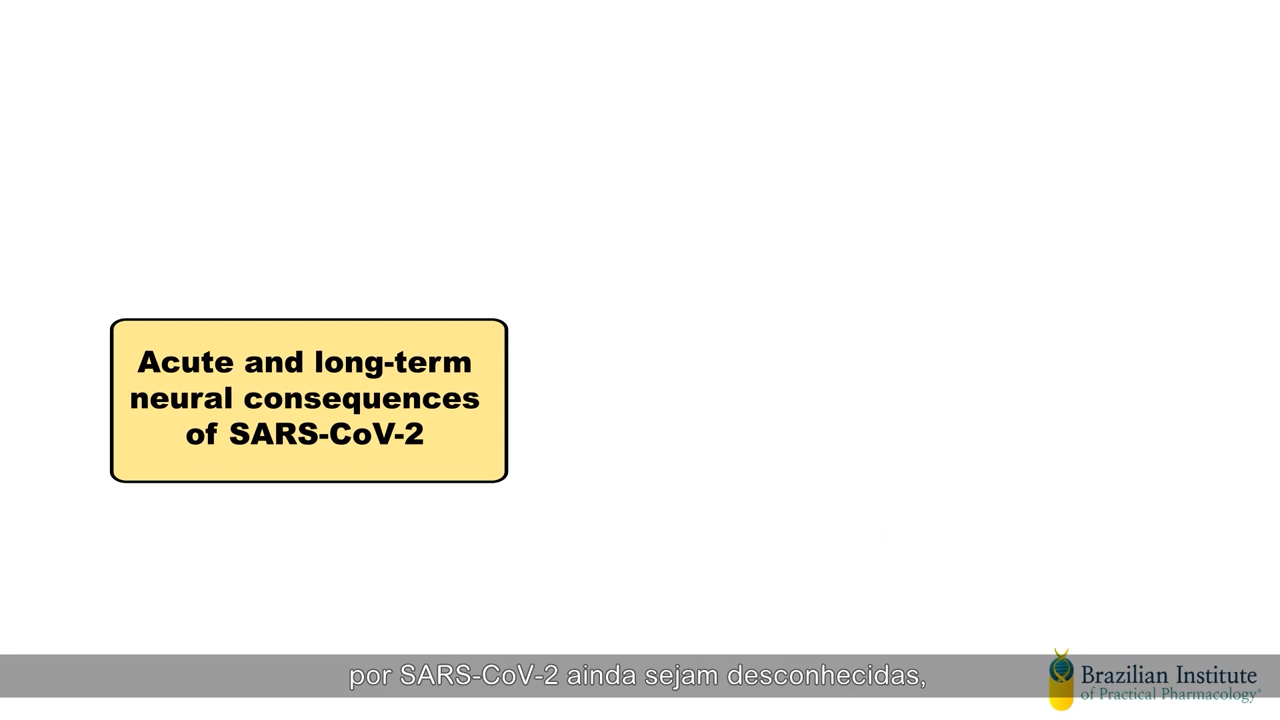 Acute and long-term
neural consequences
of SARS-CoV-2
por SARS-CoV-2 ainda sejam desconhecidas,
Brazilian Institute
of Practical Pharmacology